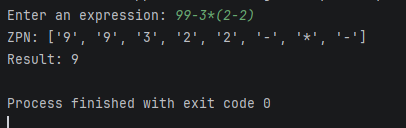 Enter an expression: 99-3*(2-2)
ZPN: ['9', '9', '3', '2', '2', '-', '*', '-']
Result: 9
Process finished with exit code 0